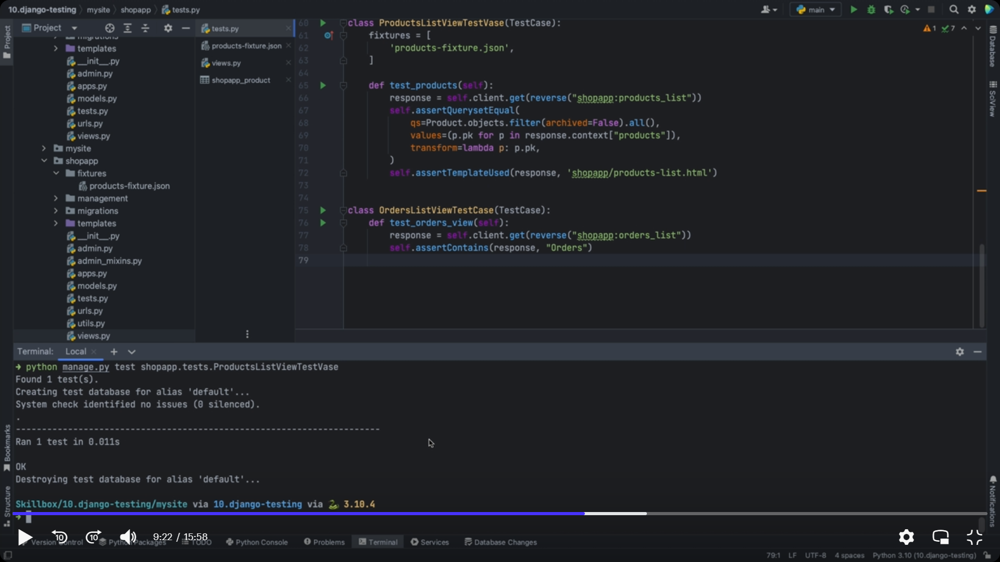 10.django-testing
mysite
shopapp
tests.py
main
Project
Project
migrations
templates
__init__.py
admin.py
apps.py
models.py
tests.py
urls.py
views.py
mysite
shopapp
fixtures
products-fixture.json
management
migrations
templates
__init__.py
admin.py
admin_mixins.py
apps.py
models.py
tests.py
urls.py
utils.py
views.py
tests.py
products-fixture.json
views.py
shopapp_product
1 7
60 class ProductsListViewTestVase(TestCase):
61 fixtures = [
62 'products-fixture.json',
63 ]
64
65 def test_products(self):
66 response = self.client.get(reverse("shopapp:products_list"))
67 self.assertQuerysetEqual(
68 qs=Product.objects.filter(archived=False).all(),
69 values=(p.pk for p in response.context["products"]),
70 transform=lambda p: p.pk,
71 )
72 self.assertTemplateUsed(response, 'shopapp/products-list.html')
73
74
75 class OrdersListViewTestCase(TestCase):
76 def test_orders_view(self):
77 response = self.client.get(reverse("shopapp:orders_list"))
78 self.assertContains(response, "Orders")
79
Database
SciView
Notifications
Bookmarks
Structure
Terminal: Local
→ python manage.py test shopapp.tests.ProductsListViewTestVase
Found 1 test(s).
Creating test database for alias 'default'...
System check identified no issues (0 silenced).
.
----------------------------------------------------------------------
Ran 1 test in 0.011s
OK
Destroying test database for alias 'default'...
Skillbox/10.django-testing/mysite via 10.django-testing via 3.10.4
→
10 10 9:22 / 15:58
Version Control Python Packages TODO Python Console Problems Terminal Services Database Changes
79:1 LF UTF-8 4 spaces Python 3.10 (10.django-testing)